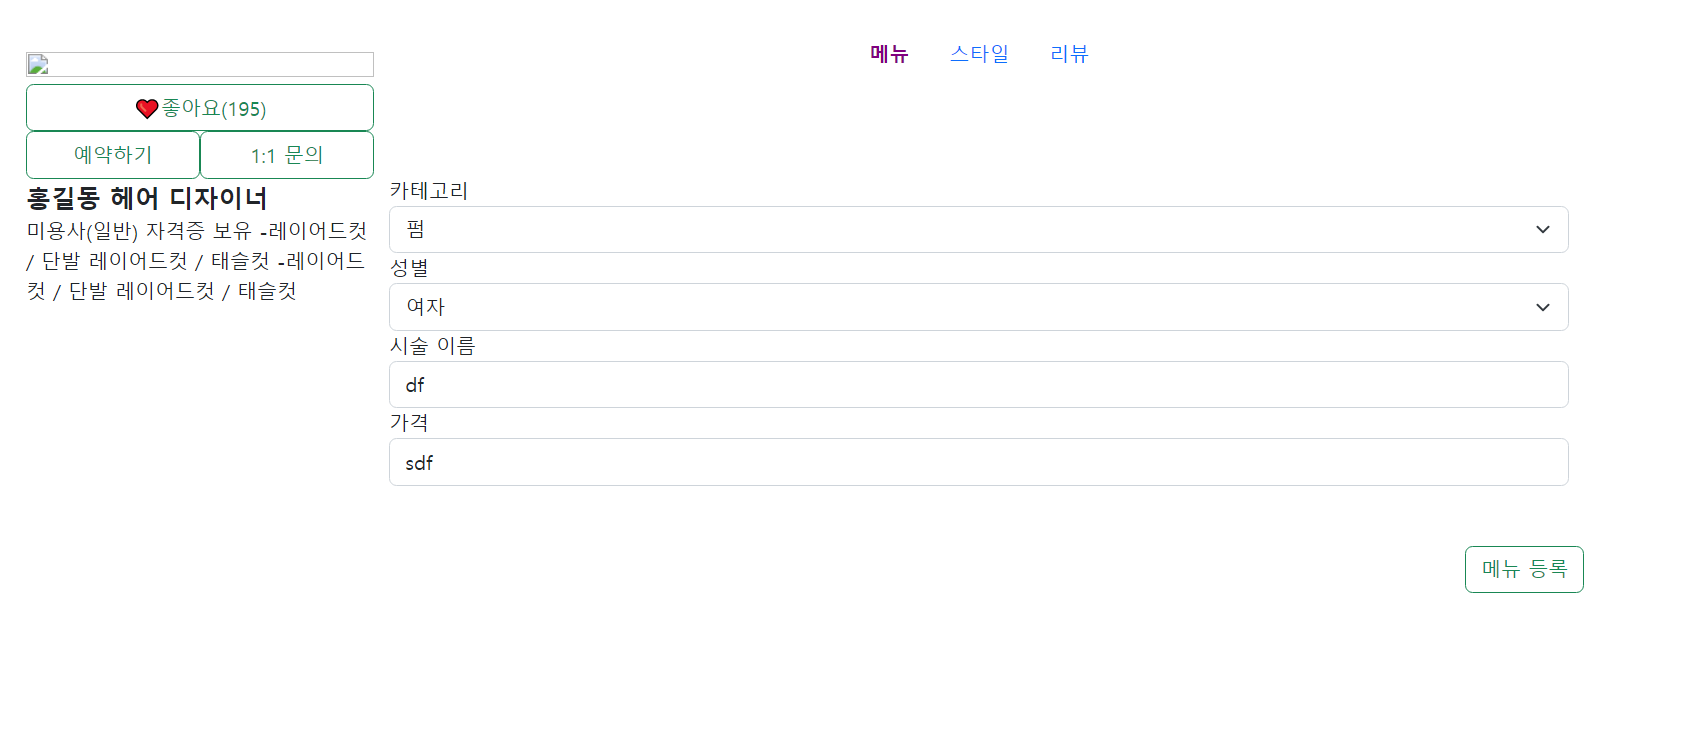 메뉴 스타일 리뷰
좋아요(195)
예약하기 1:1 문의
홍길동 헤어 디자이너
미용사(일반) 자격증 보유 -레이어드컷
/ 단발 레이어드컷 / 태슬컷 -레이어드
컷 / 단발 레이어드컷 / 태슬컷
카테고리
펌
성별
여자
시술 이름
df
가격
sdf
메뉴 등록